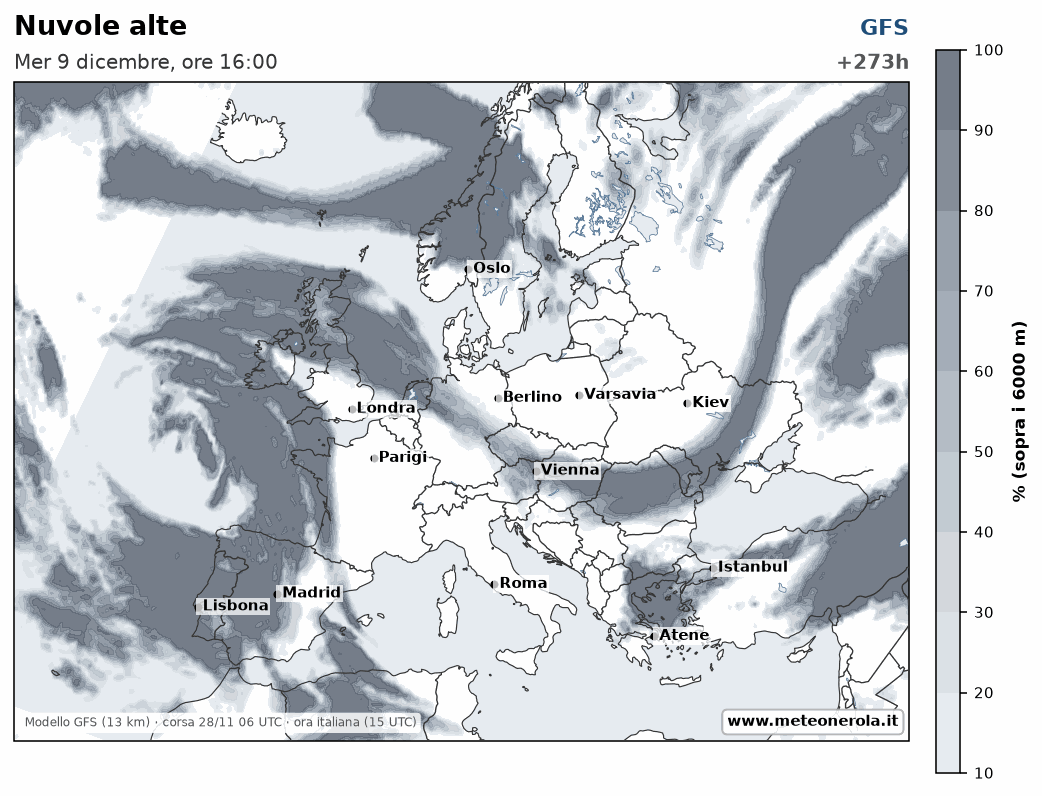 Nuvole alte
GFS
Mer 9 dicembre, ore 16:00
+273h
100
90
80
70
60
50
40
30
20
10
% (sopra i 6000 m)
Oslo
Berlino
Varsavia
Kiev
Londra
Parigi
Vienna
Istanbul
Roma
Madrid
Lisbona
Atene
Modello GFS (13 km) · corsa 28/11 06 UTC · ora italiana (15 UTC)
www.meteonerola.it